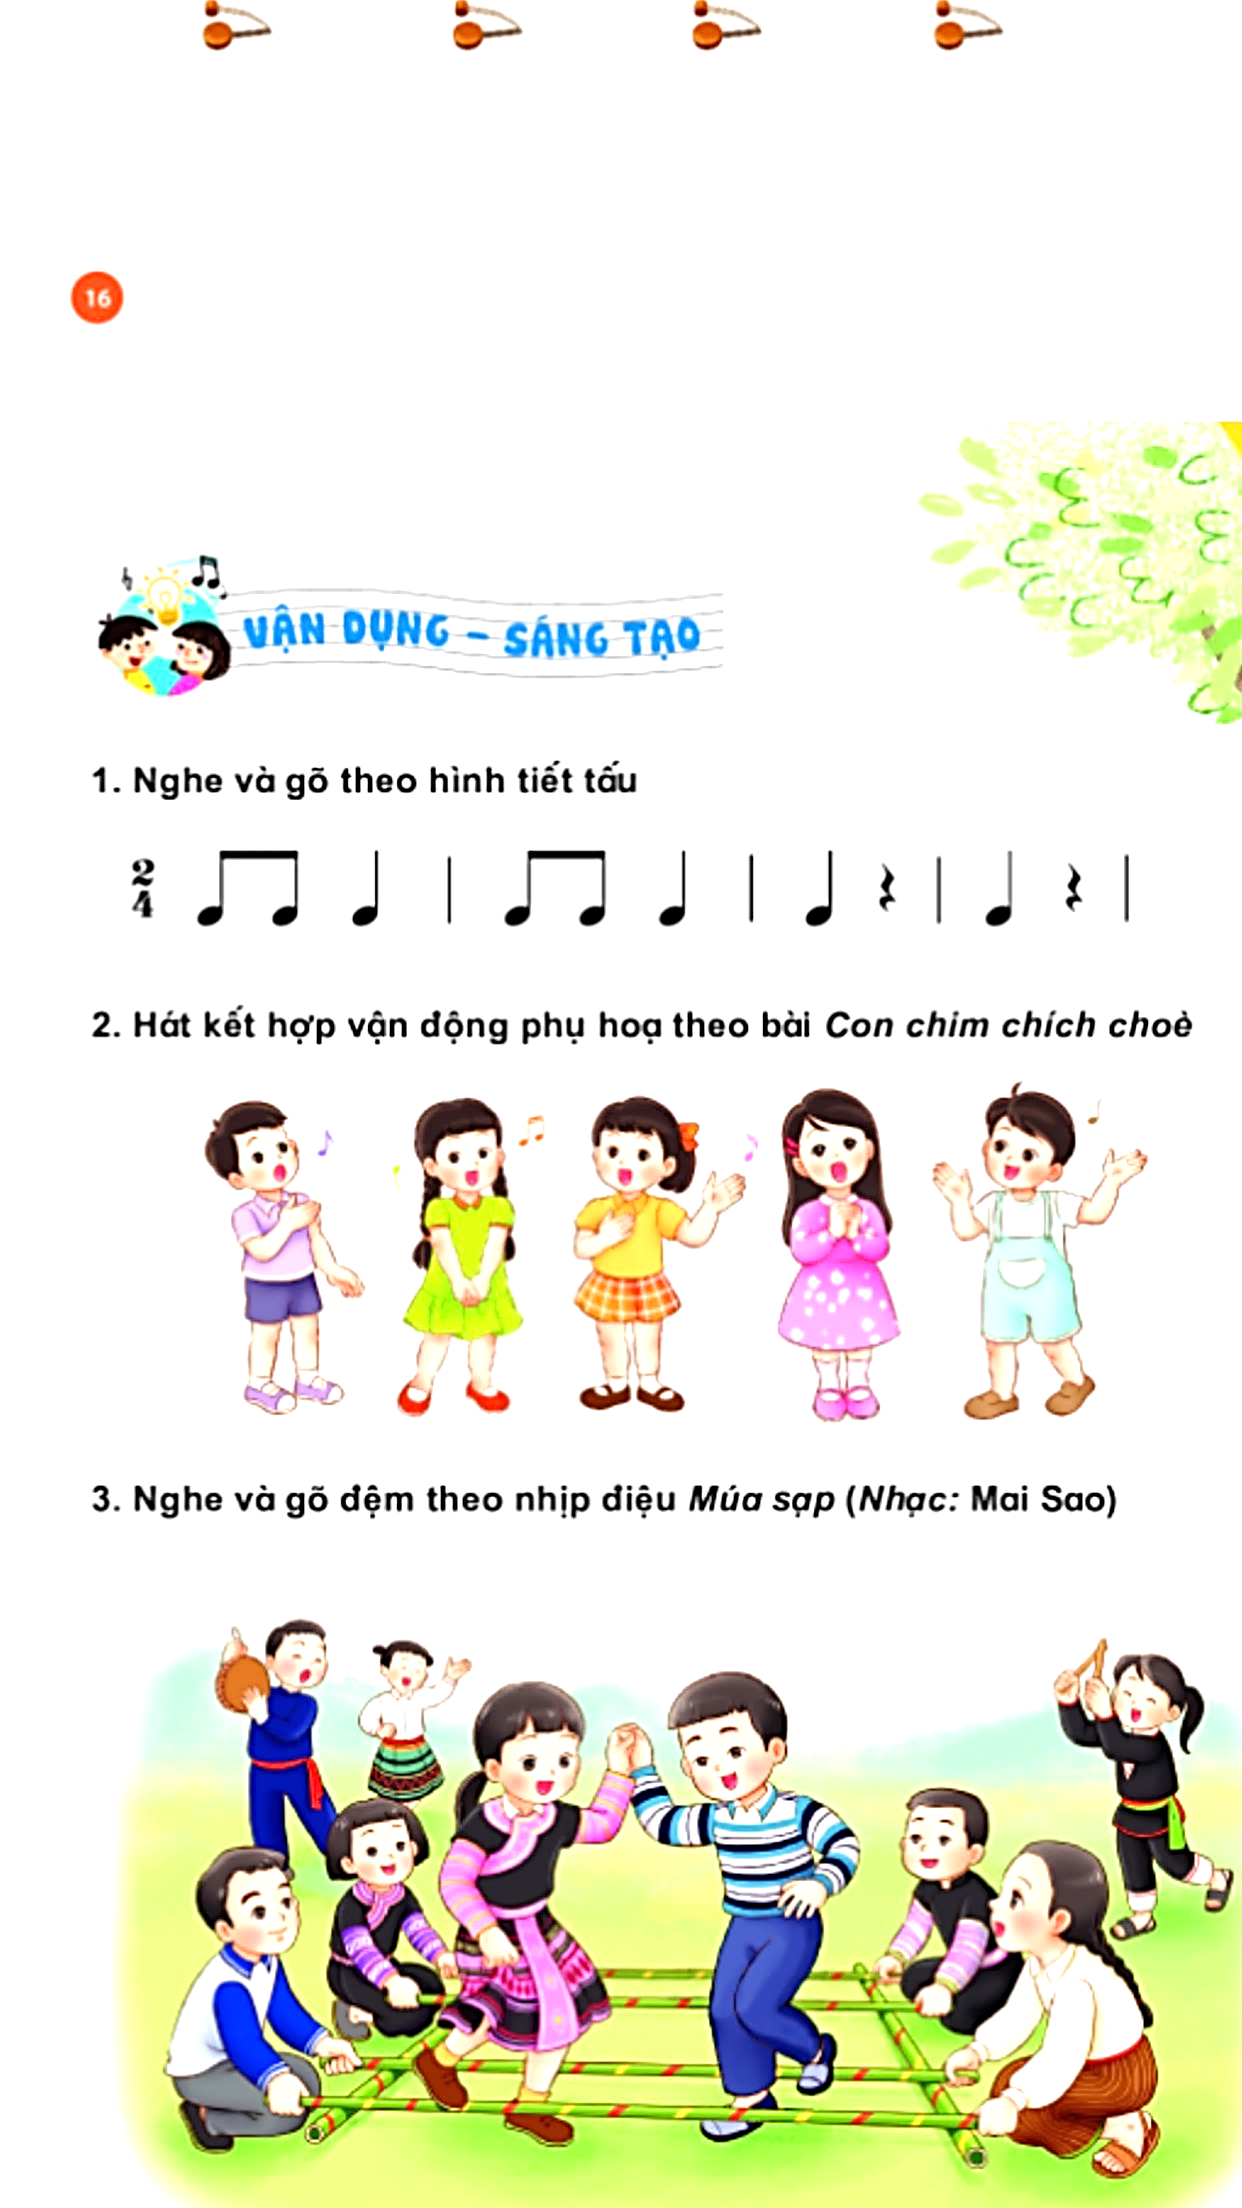 16
VẬN DỤNG – SÁNG TẠO
1. Nghe và gõ theo hình tiết tấu
2
4
2. Hát kết hợp vận động phụ hoạ theo bài Con chim chích choè
3. Nghe và gõ đệm theo nhịp điệu Múa sạp (Nhạc: Mai Sao)